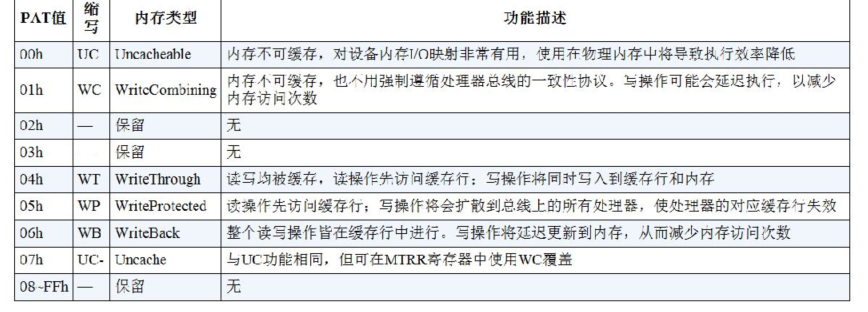 PAT值 缩写 内存类型 功能描述
00h UC Uncacheable 内存不可缓存，对设备内存I/O映射非常有用，使用在物理内存中将导致执行效率降低
01h WC WriteCombining 内存不可缓存，也不用强制遵循处理器总线的一致性协议。写操作可能会延迟执行，以减少
内存访问次数
02h — 保留 无
03h — 保留 无
04h WT WriteThrough 读写均被缓存，读操作先访问缓存行；写操作将同时写入到缓存行和内存
05h WP WriteProtected 读操作先访问缓存行；写操作将会扩散到总线上的所有处理器，使处理器的对应缓存行失效
06h WB WriteBack 整个读写操作皆在缓存行中进行。写操作将延迟更新到内存，从而减少内存访问次数
07h UC- Uncache 与UC功能相同，但可在MTRR寄存器中使用WC覆盖
08~FFh — 保留 无